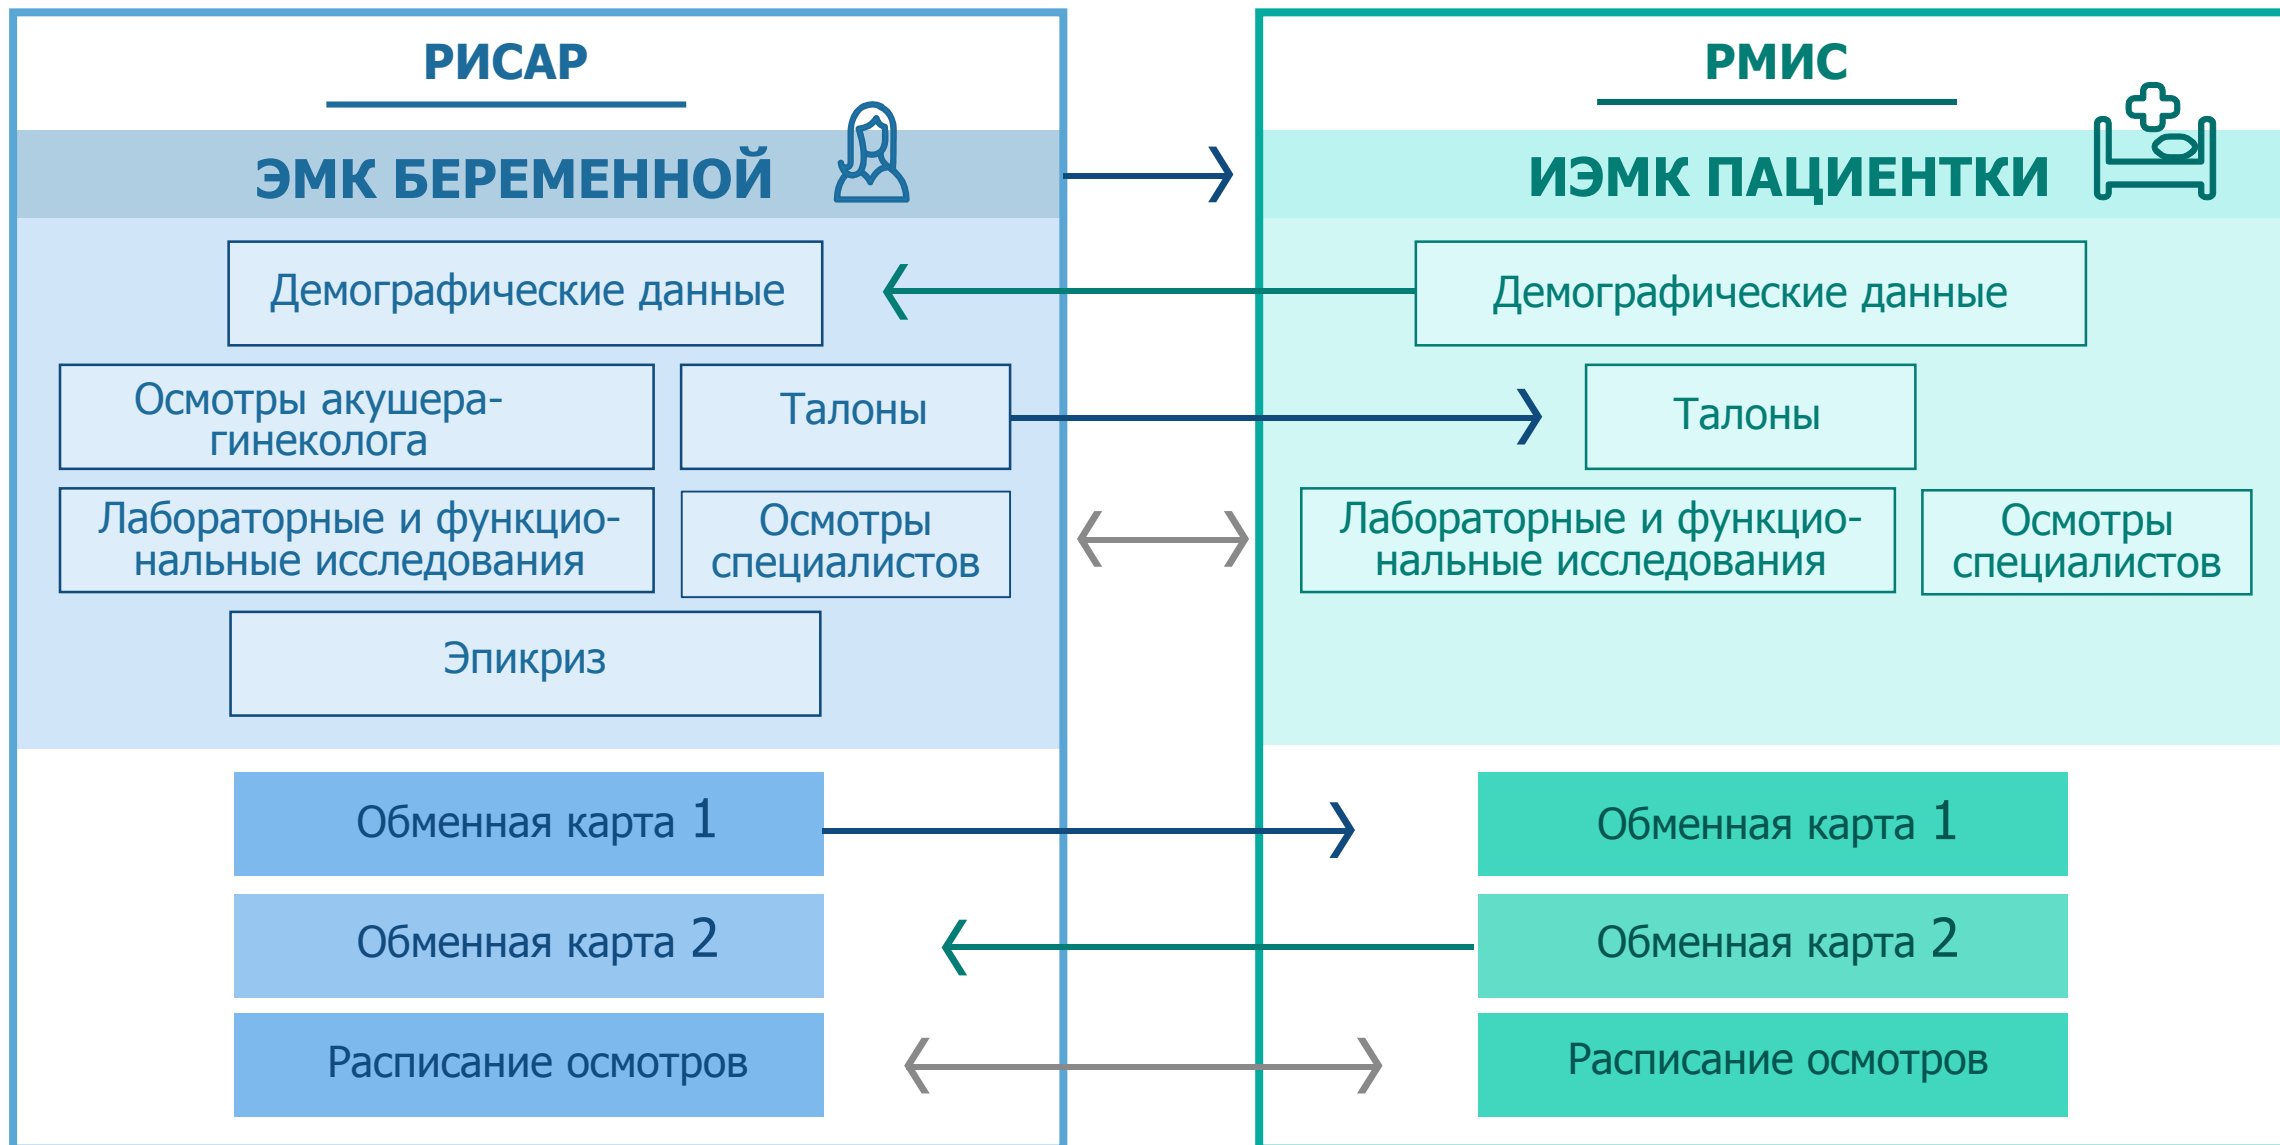 РИСАР
ЭМК БЕРЕМЕННОЙ
Демографические данные
Осмотры акушера-
гинеколога
Талоны
Лабораторные и функцио-
нальные исследования
Осмотры
специалистов
Эпикриз
Обменная карта 1
Обменная карта 2
Расписание осмотров
РМИС
ИЭМК ПАЦИЕНТКИ
Демографические данные
Талоны
Лабораторные и функцио-
нальные исследования
Осмотры
специалистов
Обменная карта 1
Обменная карта 2
Расписание осмотров